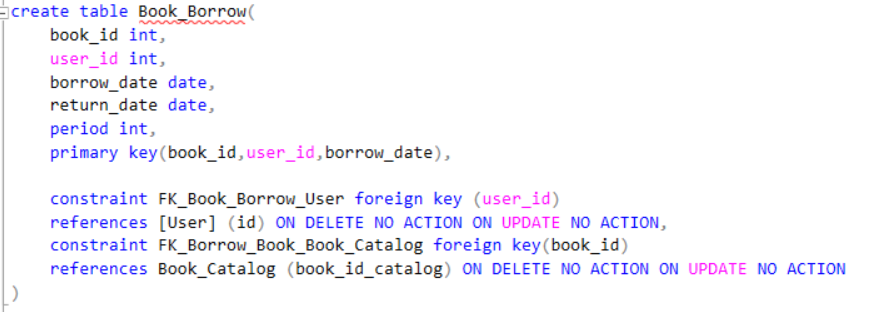 create table Book_Borrow(
book_id int,
user_id int,
borrow_date date,
return_date date,
period int,
primary key(book_id,user_id,borrow_date),
constraint FK_Book_Borrow_User foreign key (user_id)
references [User] (id) ON DELETE NO ACTION ON UPDATE NO ACTION,
constraint FK_Borrow_Book_Book_Catalog foreign key(book_id)
references Book_Catalog (book_id_catalog) ON DELETE NO ACTION ON UPDATE NO ACTION
)